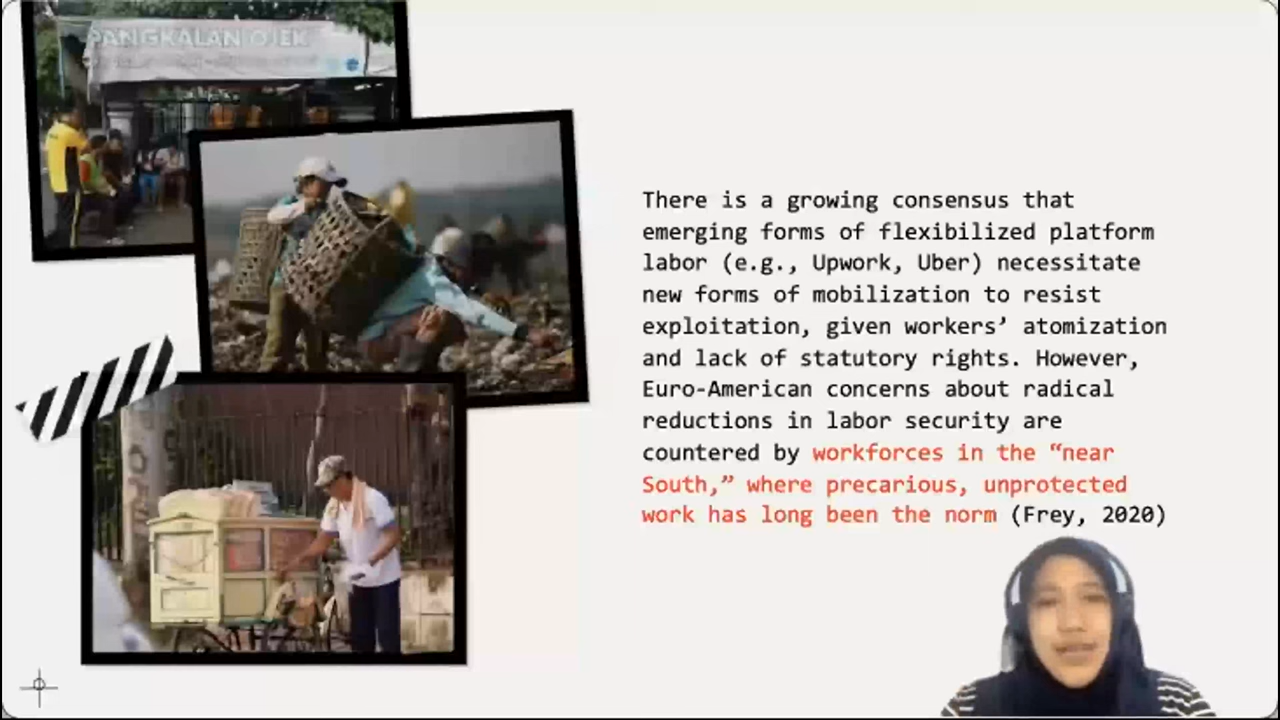 PANGKALAN OJEK
There is a growing consensus that
emerging forms of flexibilized platform
labor (e.g., Upwork, Uber) necessitate
new forms of mobilization to resist
exploitation, given workers’ atomization
and lack of statutory rights. However,
Euro-American concerns about radical
reductions in labor security are
countered by workforces in the “near
South,” where precarious, unprotected
work has long been the norm (Frey, 2020)